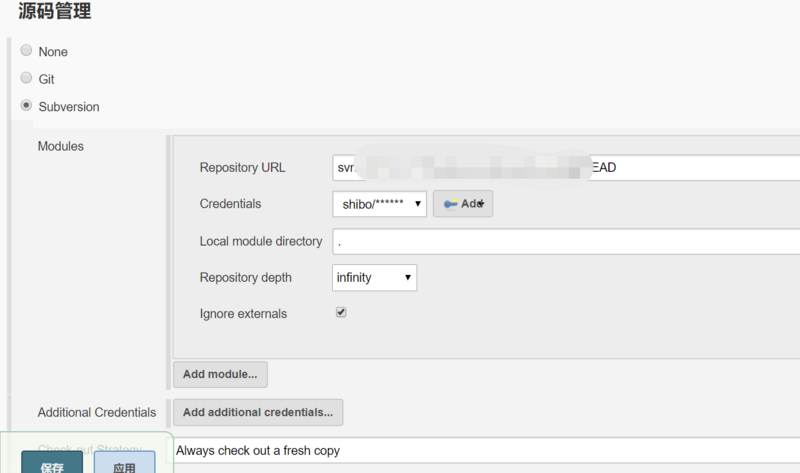 源码管理
None
Git
Subversion
Modules
Repository URL
svn EAD
Credentials
shibo/****** Add
Local module directory
.
Repository depth
infinity
Ignore externals
Add module...
Additional Credentials
Add additional credentials...
Check out Strategy
Always check out a fresh copy
保存
应用